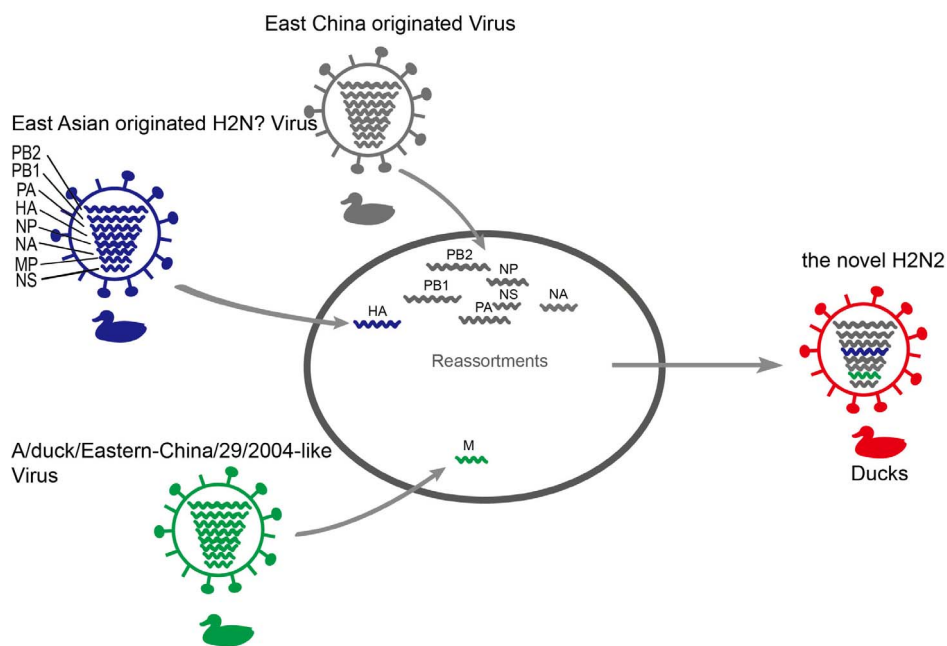 East China originated Virus
East Asian originated H2N? Virus
PB2
PB1
PA
HA
NP
NA
MP
NS
PB2
NP
PB1
NS
NA
HA
PA
Reassortments
the novel H2N2
M
A/duck/Eastern-China/29/2004-like
Virus
Ducks